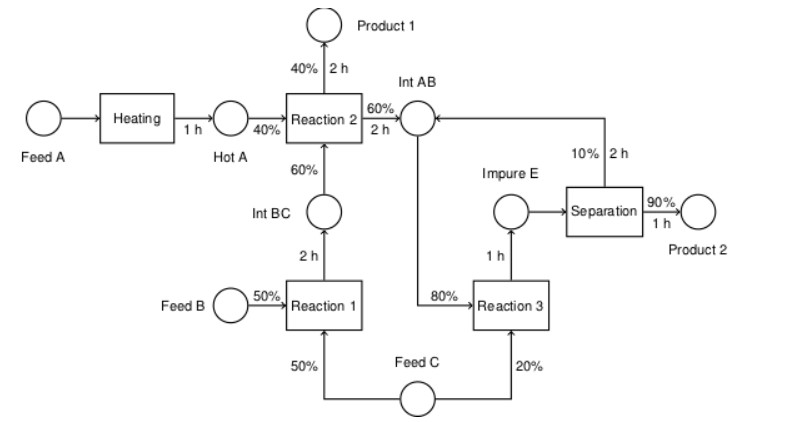 Product 1
40% 2 h
Int AB
Heating
1 h
40%
Reaction 2
60%
2 h
10% 2 h
Feed A
Hot A
60%
Impure E
Int BC
Separation
90%
1 h
Product 2
2 h
1 h
Feed B
50%
Reaction 1
80%
Reaction 3
50%
Feed C
20%